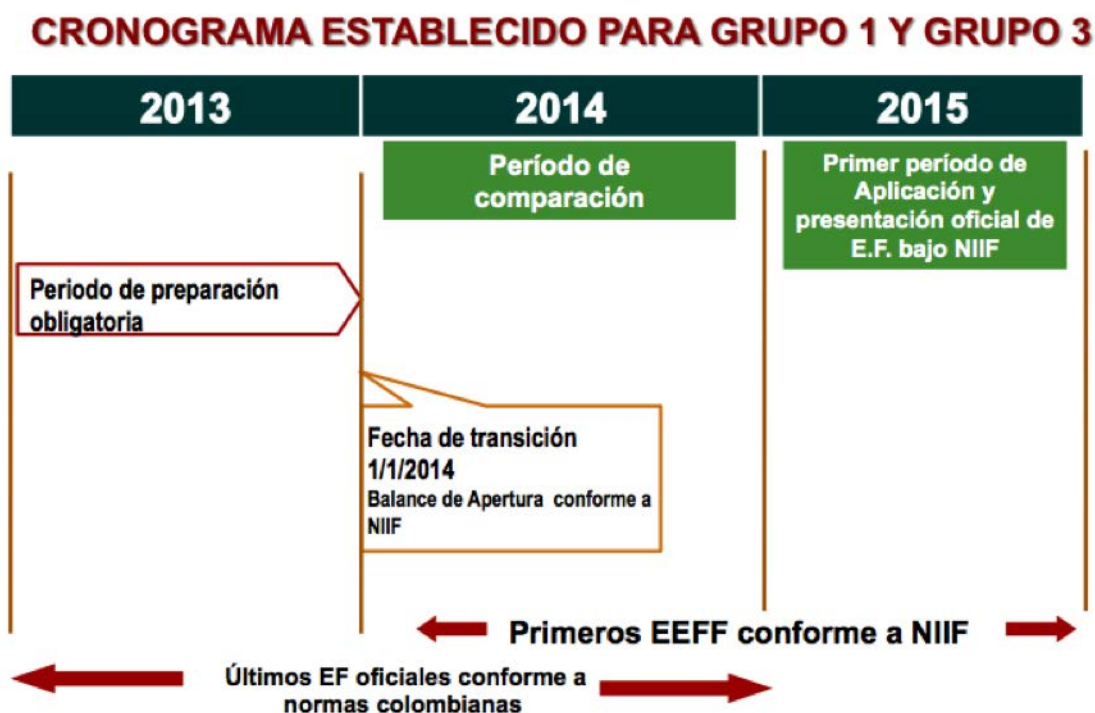 CRONOGRAMA ESTABLECIDO PARA GRUPO 1 Y GRUPO 3
2013
2014
2015
Período de
comparación
Primer período de
Aplicación y
presentación oficial de
E.F. bajo NIIF
Periodo de preparación
obligatoria
Fecha de transición
1/1/2014
Balance de Apertura conforme a
NIIF
Primeros EEFF conforme a NIIF
Últimos EF oficiales conforme a
normas colombianas